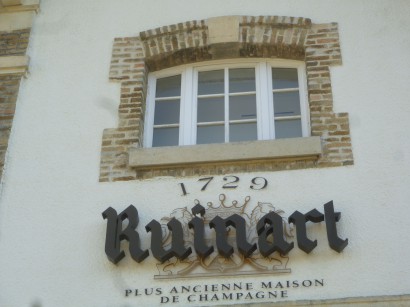 1729
Ruinart
PLUS ANCIENNE MAISON
DE CHAMPAGNE